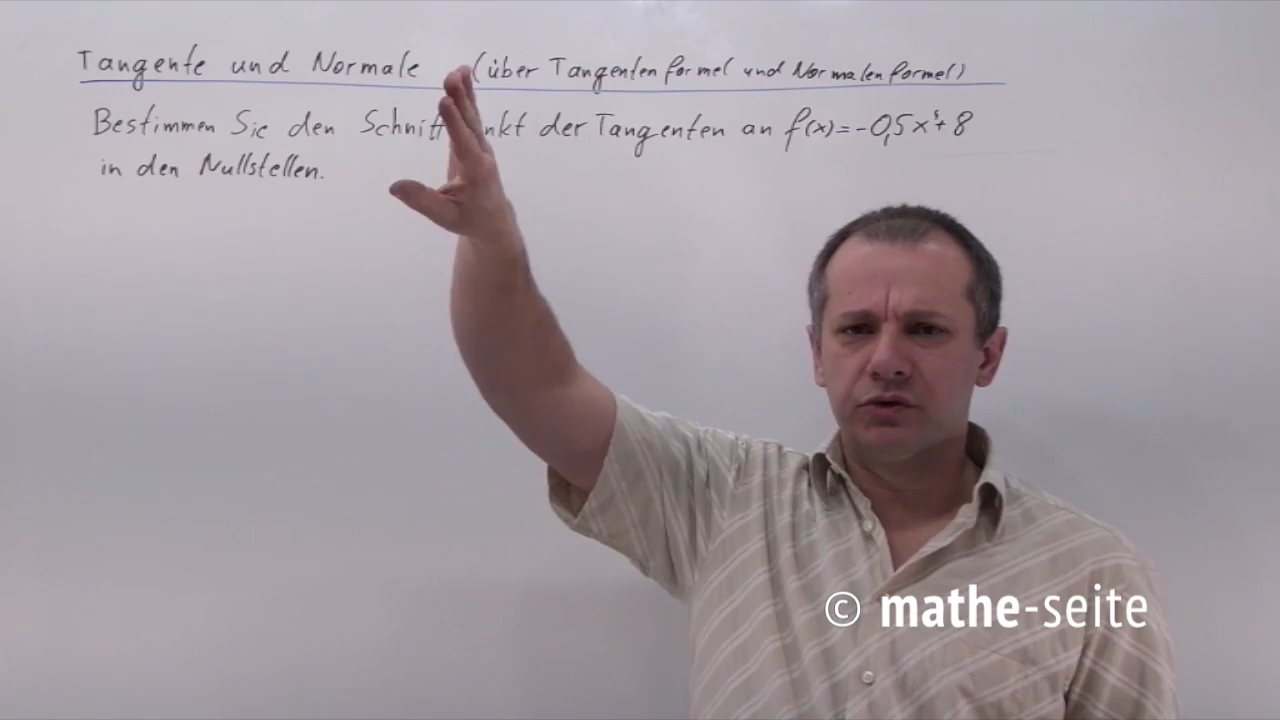 Tangente und Normale (über Tangentenformel und Normalenformel)
Bestimmen Sie den Schnitt nkt der Tangenten an f(x)=-0,5x⁴+8
in den Nullstellen.
© mathe-seite